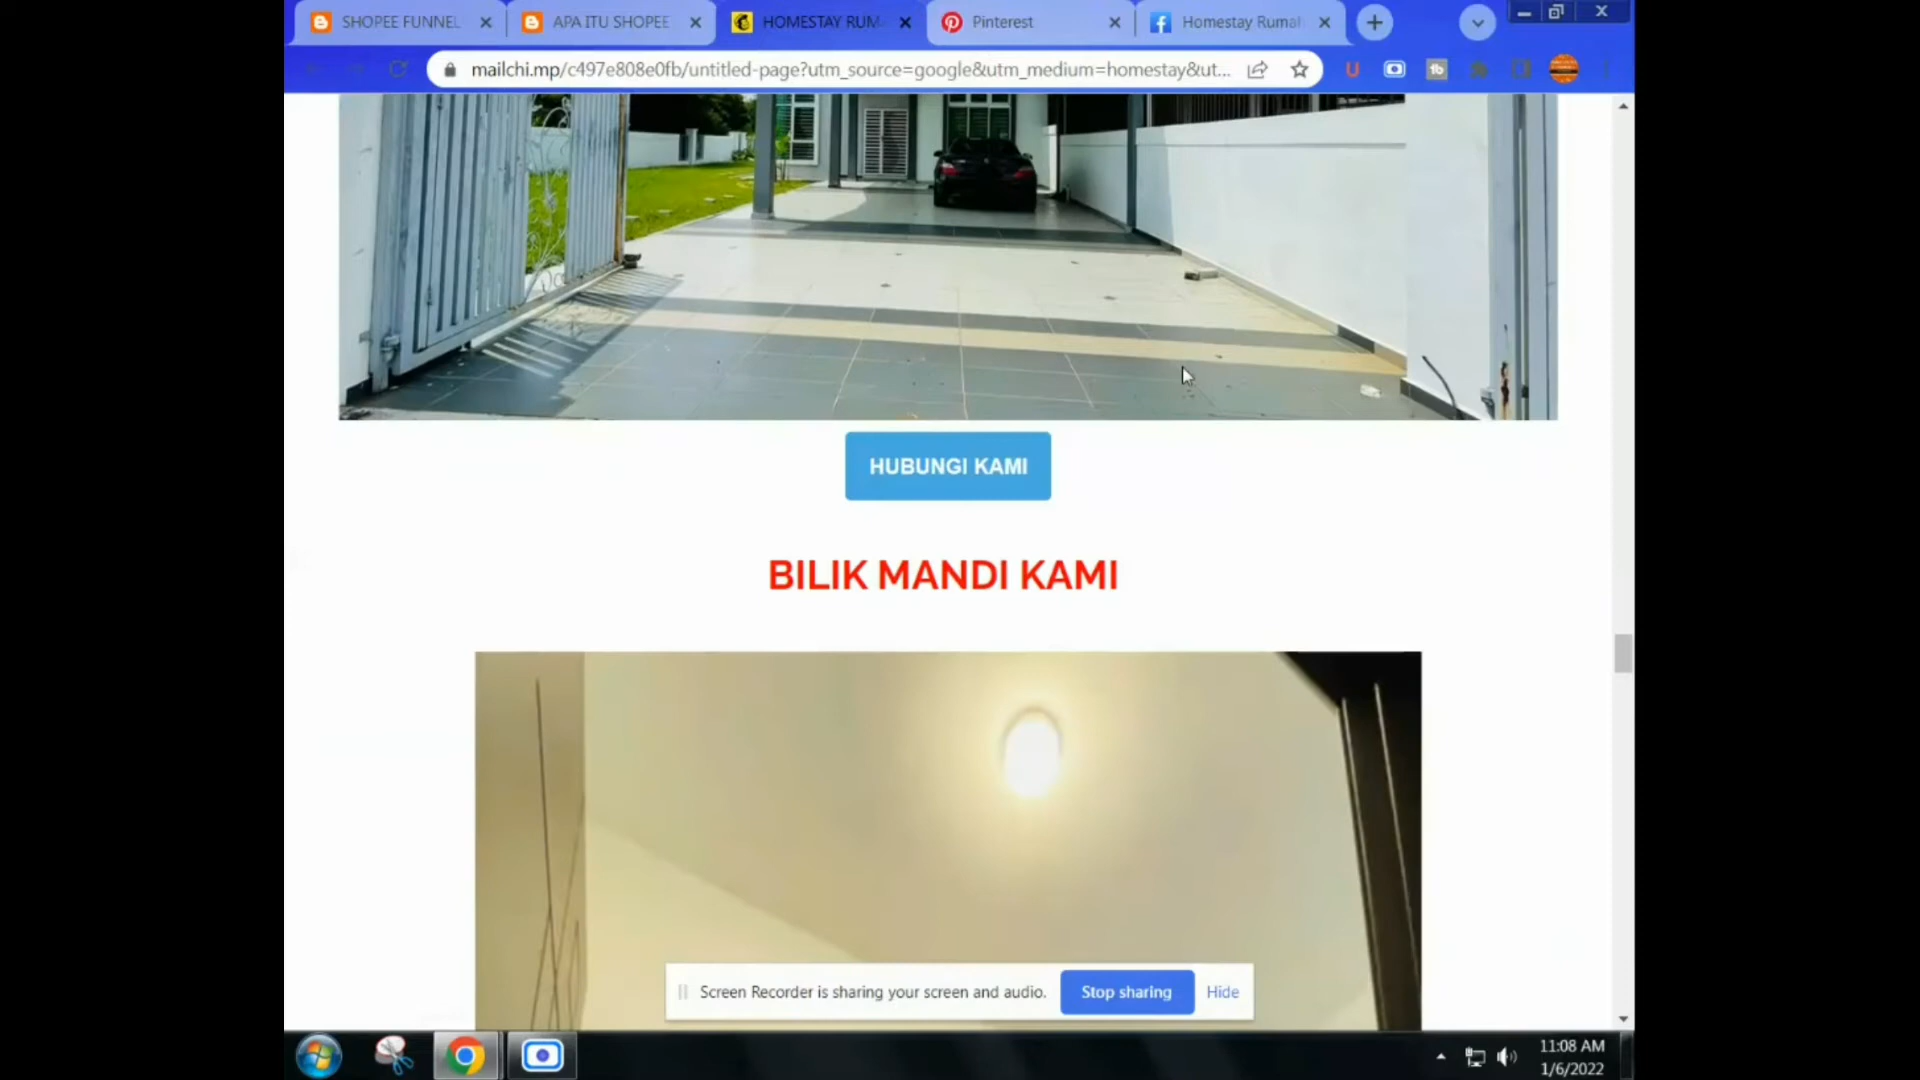 SHOPEE FUNNEL
APA ITU SHOPEE
HOMESTAY RUM
Pinterest
Homestay Rumah
mailchi.mp/c497e808e0fb/untitled-page?utm_source=google&utm_medium=homestay&ut...
HUBUNGI KAMI
BILIK MANDI KAMI
Screen Recorder is sharing your screen and audio.
Stop sharing
Hide
11:08 AM
1/6/2022